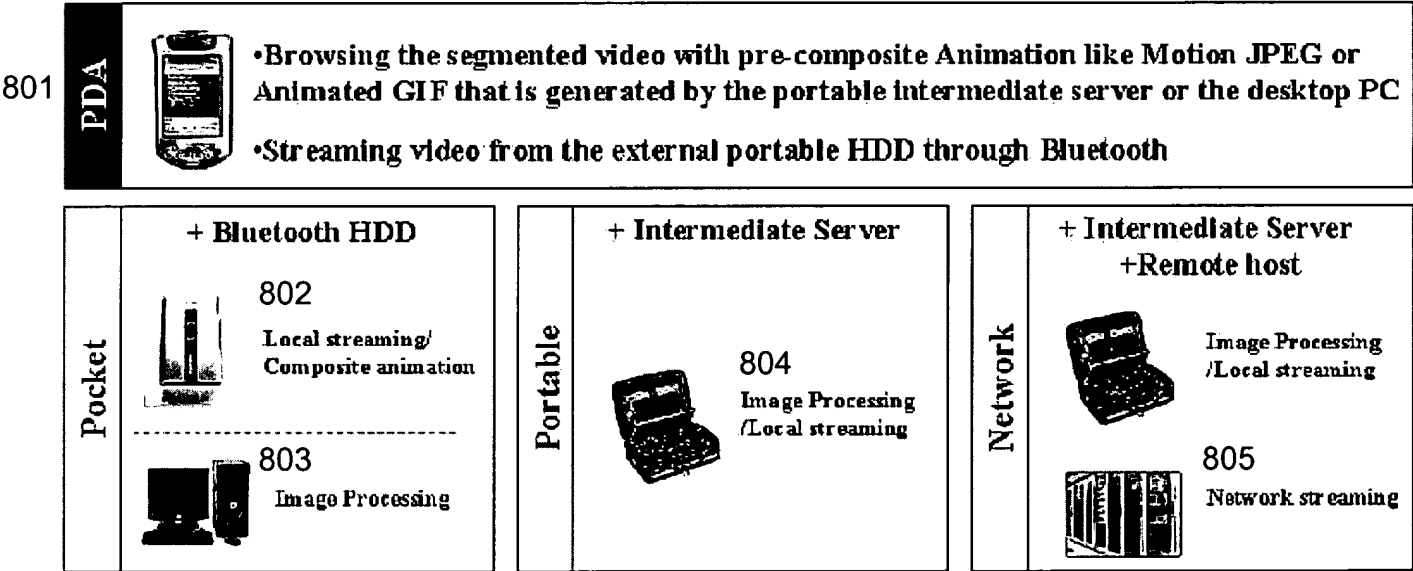 801
PDA
•Browsing the segmented video with pre-composite Animation like Motion JPEG or
Animated GIF that is generated by the portable intermediate server or the desktop PC
•Streaming video from the external portable HDD through Bluetooth
Pocket
+ Bluetooth HDD
802
Local streaming/
Composite animation
803
Image Processing
Portable
+ Intermediate Server
804
Image Processing
/Local streaming
Network
+ Intermediate Server
+Remote host
Image Processing
/Local streaming
805
Network streaming